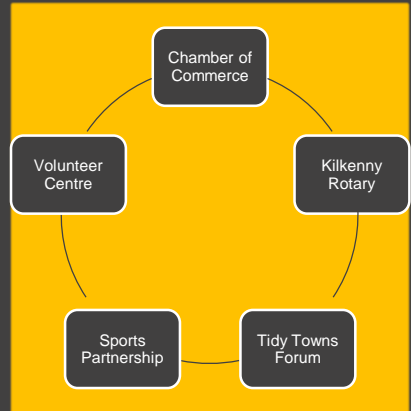 Chamber of
Commerce
Kilkenny
Rotary
Tidy Towns
Forum
Sports
Partnership
Volunteer
Centre